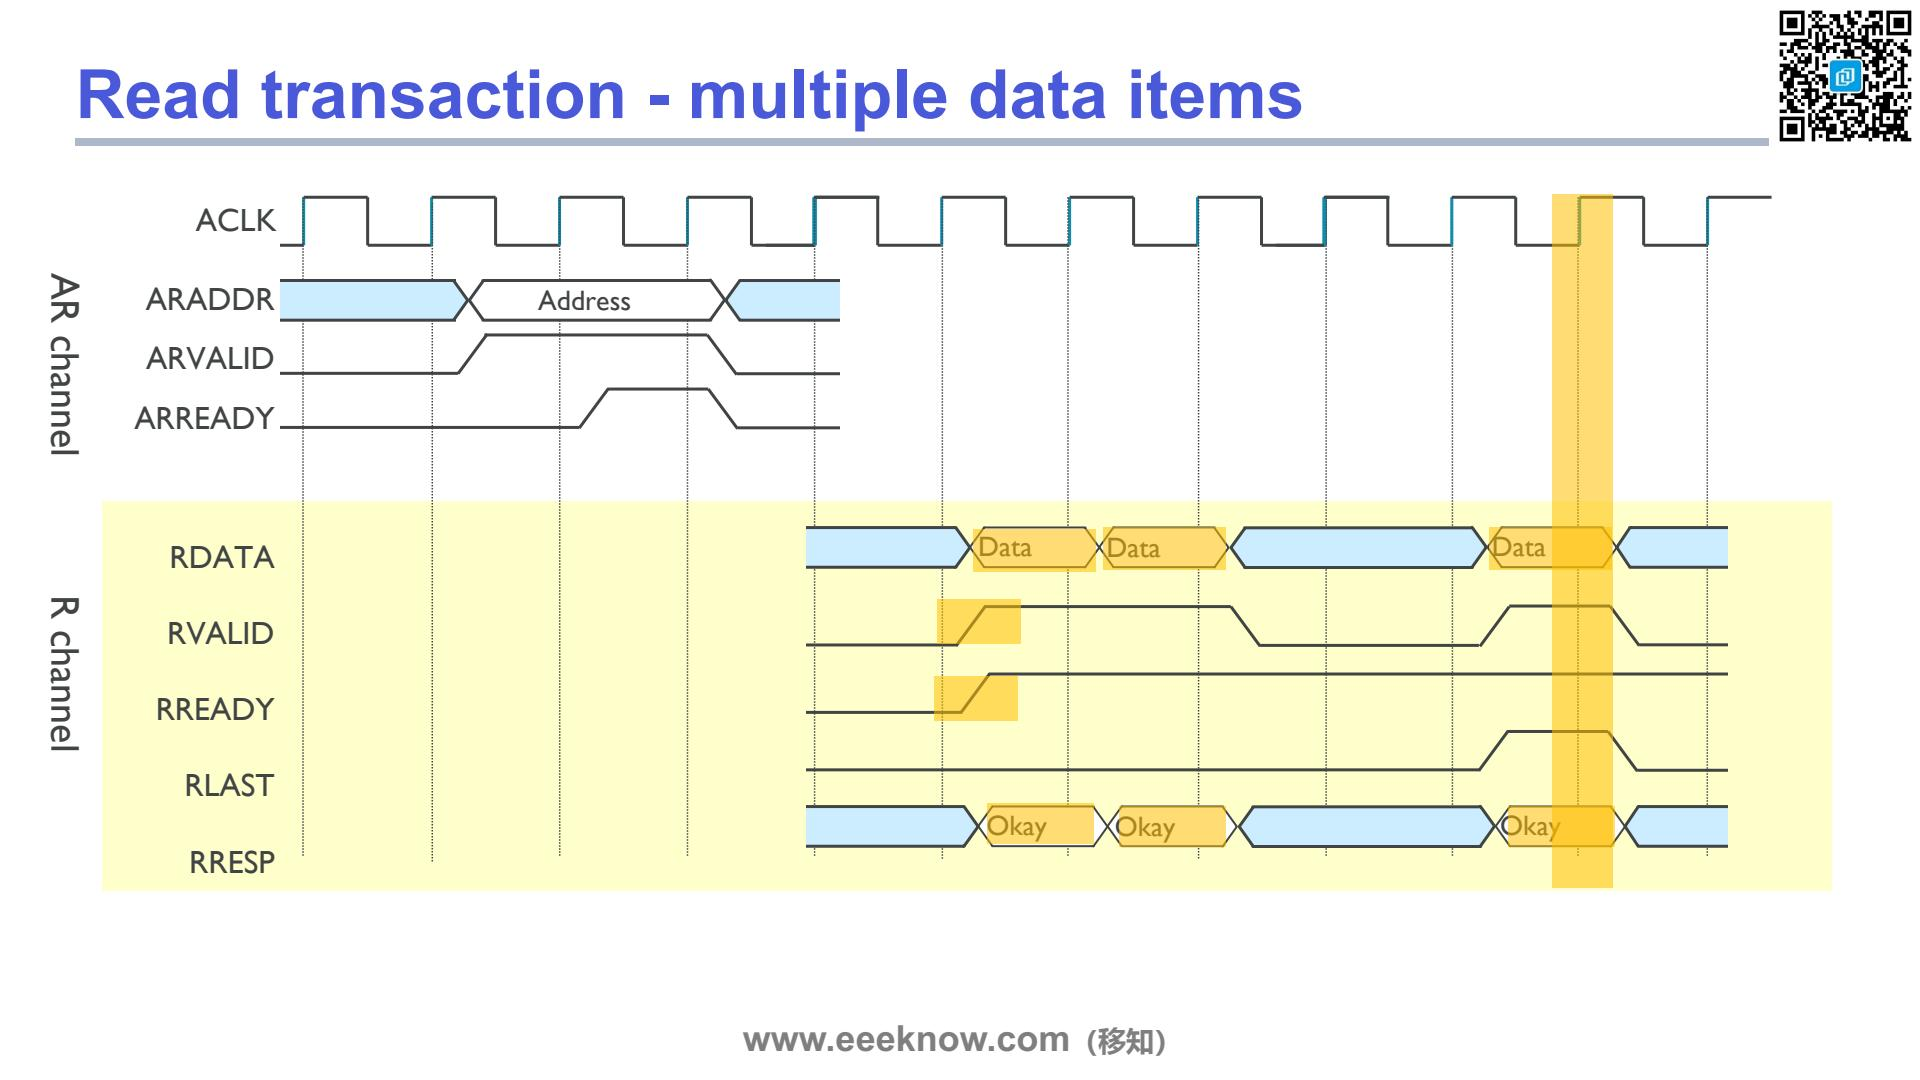 Read transaction - multiple data items
ACLK
AR channel
ARADDR
Address
ARVALID
ARREADY
R channel
RDATA
Data
Data
Data
RVALID
RREADY
RLAST
Okay
Okay
Okay
RRESP
www.eeeknow.com (移知)